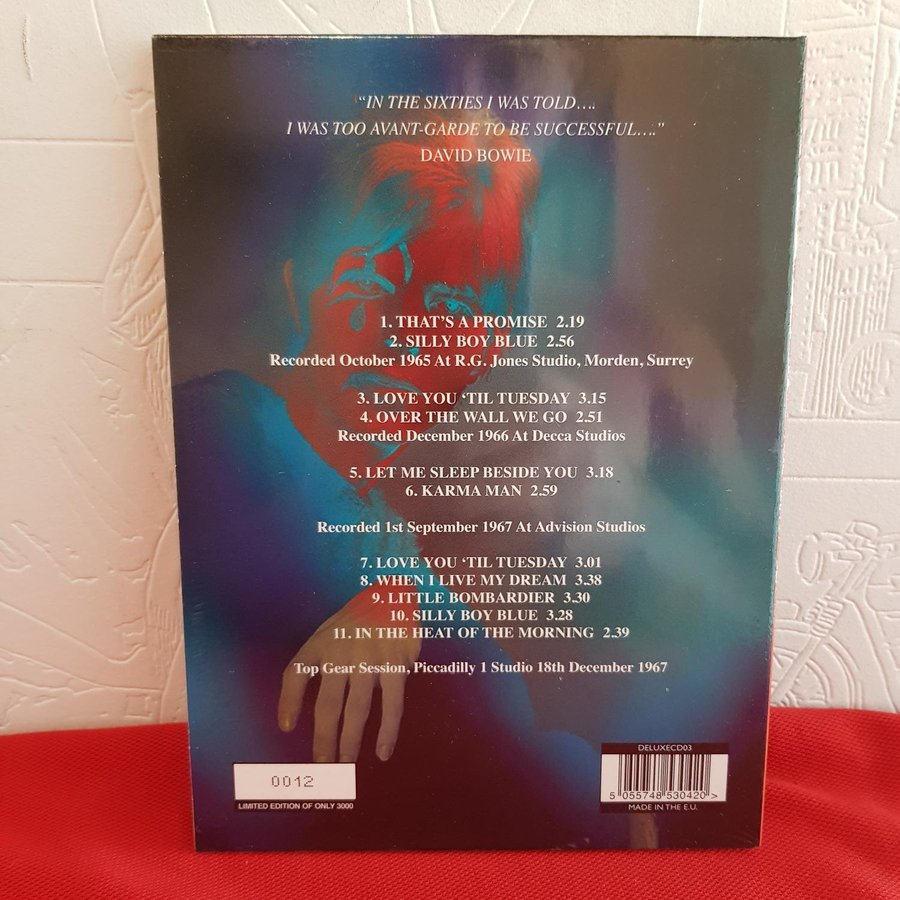 “IN THE SIXTIES I WAS TOLD….
I WAS TOO AVANT-GARDE TO BE SUCCESSFUL….”
DAVID BOWIE
1. THAT’S A PROMISE 2.19
2. SILLY BOY BLUE 2.56
Recorded October 1965 At R.G. Jones Studio, Morden, Surrey
3. LOVE YOU ‘TIL TUESDAY 3.15
4. OVER THE WALL WE GO 2.51
Recorded December 1966 At Decca Studios
5. LET ME SLEEP BESIDE YOU 3.18
6. KARMA MAN 2.59
Recorded 1st September 1967 At Advision Studios
7. LOVE YOU ‘TIL TUESDAY 3.01
8. WHEN I LIVE MY DREAM 3.38
9. LITTLE BOMBARDIER 3.30
10. SILLY BOY BLUE 3.28
11. IN THE HEAT OF THE MORNING 2.39
Top Gear Session, Piccadilly 1 Studio 18th December 1967
0012
LIMITED EDITION OF ONLY 3000
DELUXECD03
5 055748 530420 >
MADE IN THE E.U.